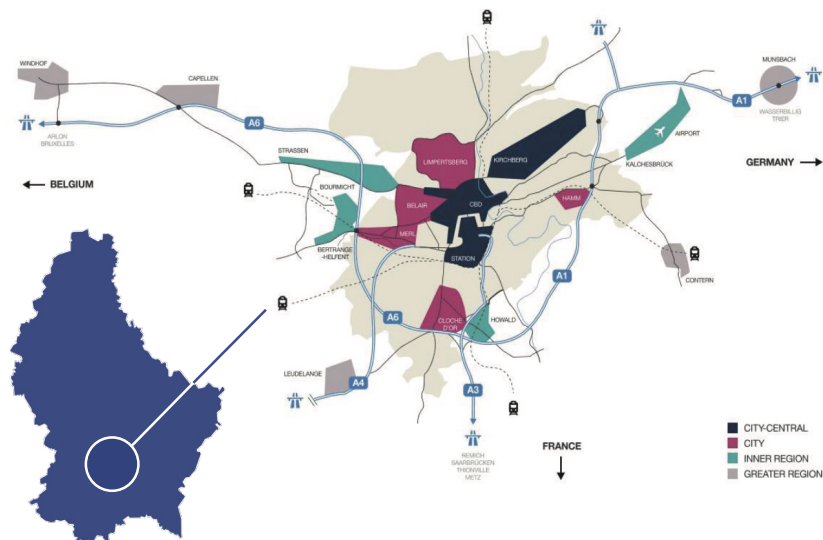 WINDHOF
CAPELLEN
ARLON
BRUXELLES
A6
STRASSEN
BOURMICHT
BERTRANGE
-HELFENT
BELGIUM
LIMPERTSBERG
KIRCHBERG
BELAIR
CBD
MERL
STATION
HAMM
A1
MUNSBACH
WASSERBILLIG
TRIER
AIRPORT
KALCHESBRÜCK
GERMANY
CONTERN
A1
A6
CLOCHE
D'OR
HOWALD
LEUDELANGE
A4
A3
REMICH
SAARBRÜCKEN
THIONVILLE
METZ
FRANCE
CITY-CENTRAL
CITY
INNER REGION
GREATER REGION